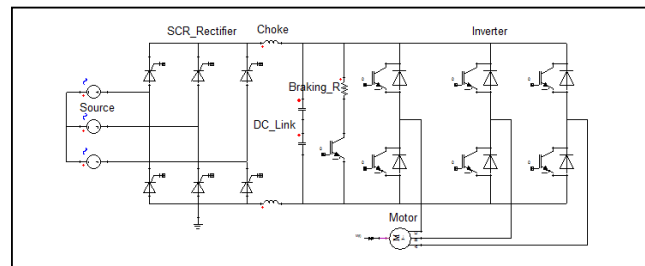 SCR_Rectifier
Choke
Inverter
Source
Braking_R
DC_Link
Motor